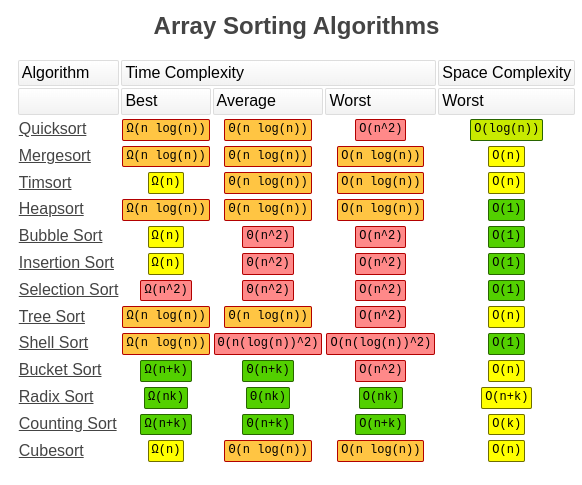 Array Sorting Algorithms
Algorithm Time Complexity Space Complexity
Best Average Worst Worst
Quicksort Ω(n log(n)) Θ(n log(n)) O(n^2) O(log(n))
Mergesort Ω(n log(n)) Θ(n log(n)) O(n log(n)) O(n)
Timsort Ω(n) Θ(n log(n)) O(n log(n)) O(n)
Heapsort Ω(n log(n)) Θ(n log(n)) O(n log(n)) O(1)
Bubble Sort Ω(n) Θ(n^2) O(n^2) O(1)
Insertion Sort Ω(n) Θ(n^2) O(n^2) O(1)
Selection Sort Ω(n^2) Θ(n^2) O(n^2) O(1)
Tree Sort Ω(n log(n)) Θ(n log(n)) O(n^2) O(n)
Shell Sort Ω(n log(n)) Θ(n(log(n))^2) O(n(log(n))^2) O(1)
Bucket Sort Ω(n+k) Θ(n+k) O(n^2) O(n)
Radix Sort Ω(nk) Θ(nk) O(nk) O(n+k)
Counting Sort Ω(n+k) Θ(n+k) O(n+k) O(k)
Cubesort Ω(n) Θ(n log(n)) O(n log(n)) O(n)